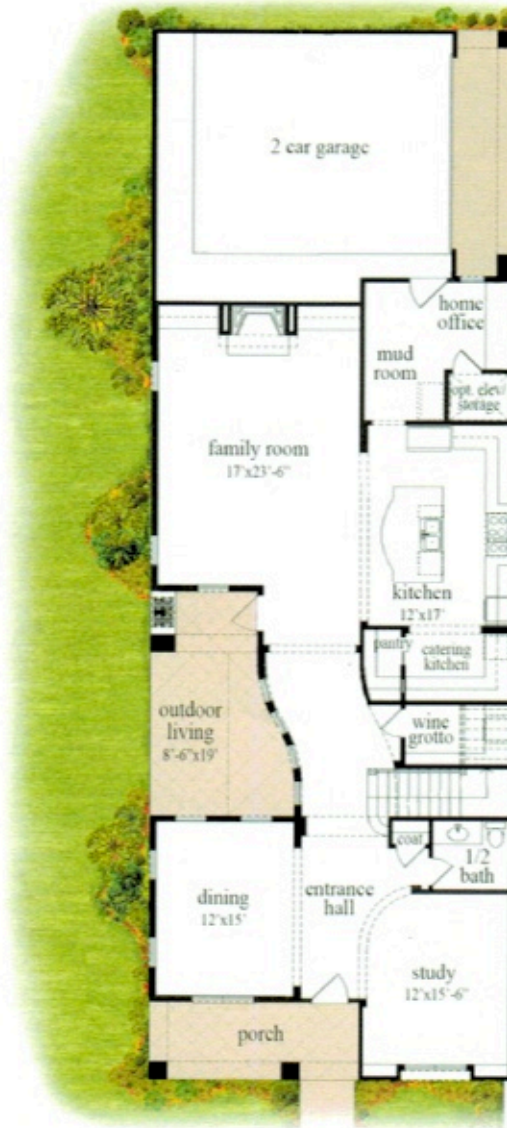 2 car garage
home
office
mud
room
opt. elev/
storage
family room
17'x23'-6"
kitchen
12'x17'
pantry
catering
kitchen
outdoor
living
8'-6"x19'
wine
grotto
coat
1/2
bath
dining
12'x15'
entrance
hall
study
12'x15'-6"
porch